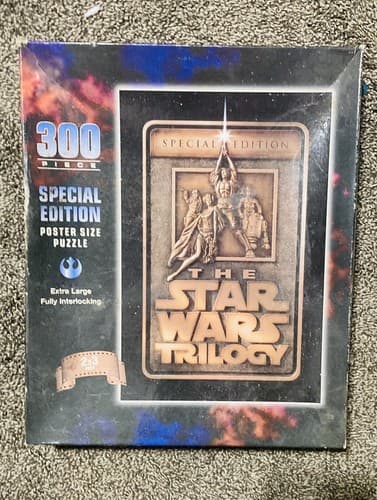 300
PIECE
SPECIAL
EDITION
POSTER SIZE
PUZZLE
Extra Large
Fully Interlocking
SPECIAL EDITION
THE
STAR
WARS
TRILOGY